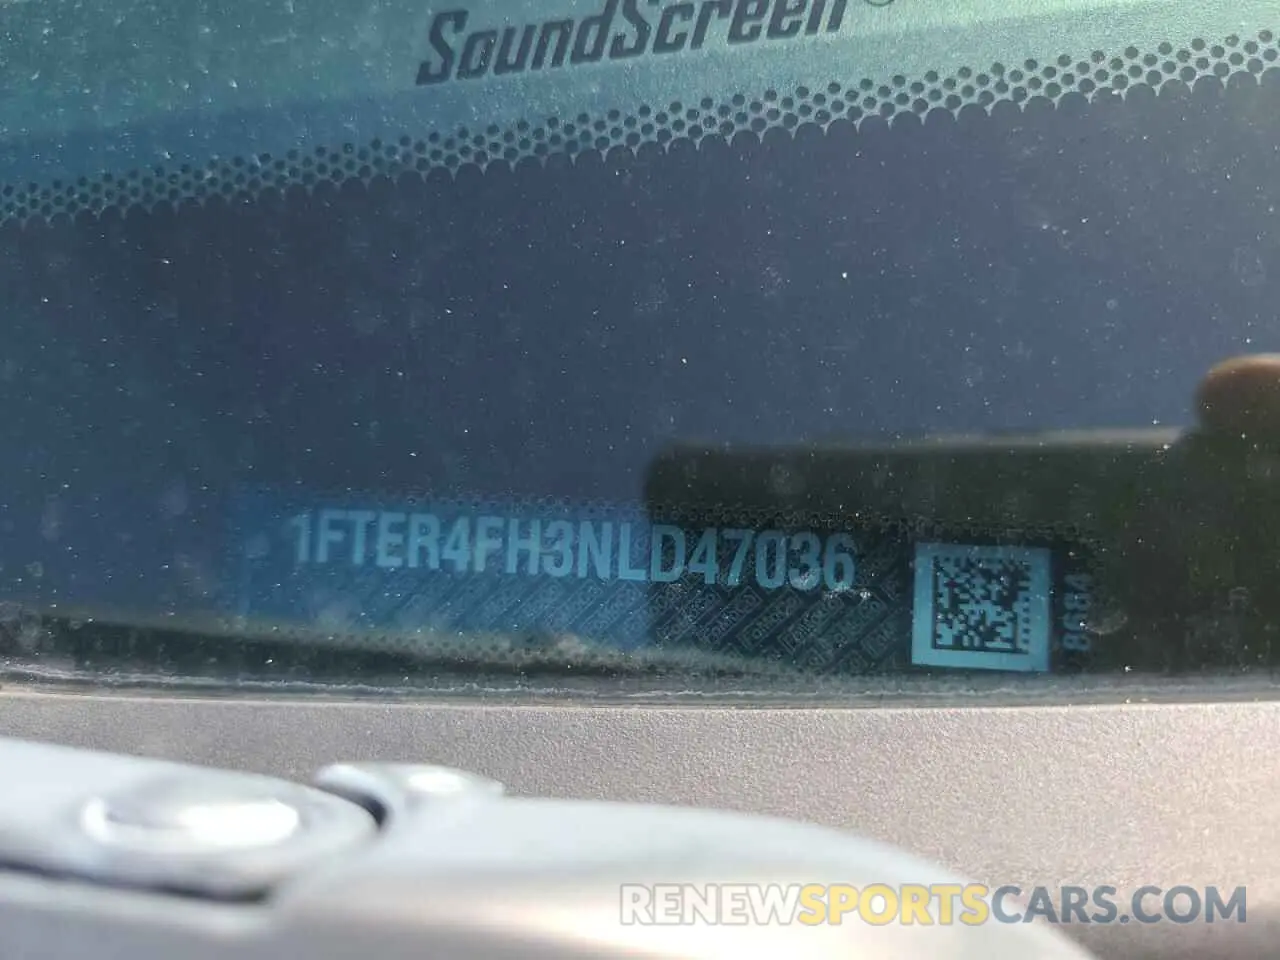 SoundScreen
1FTER4FH3NLD47036
8684
RENEWSPORTSCARS.COM